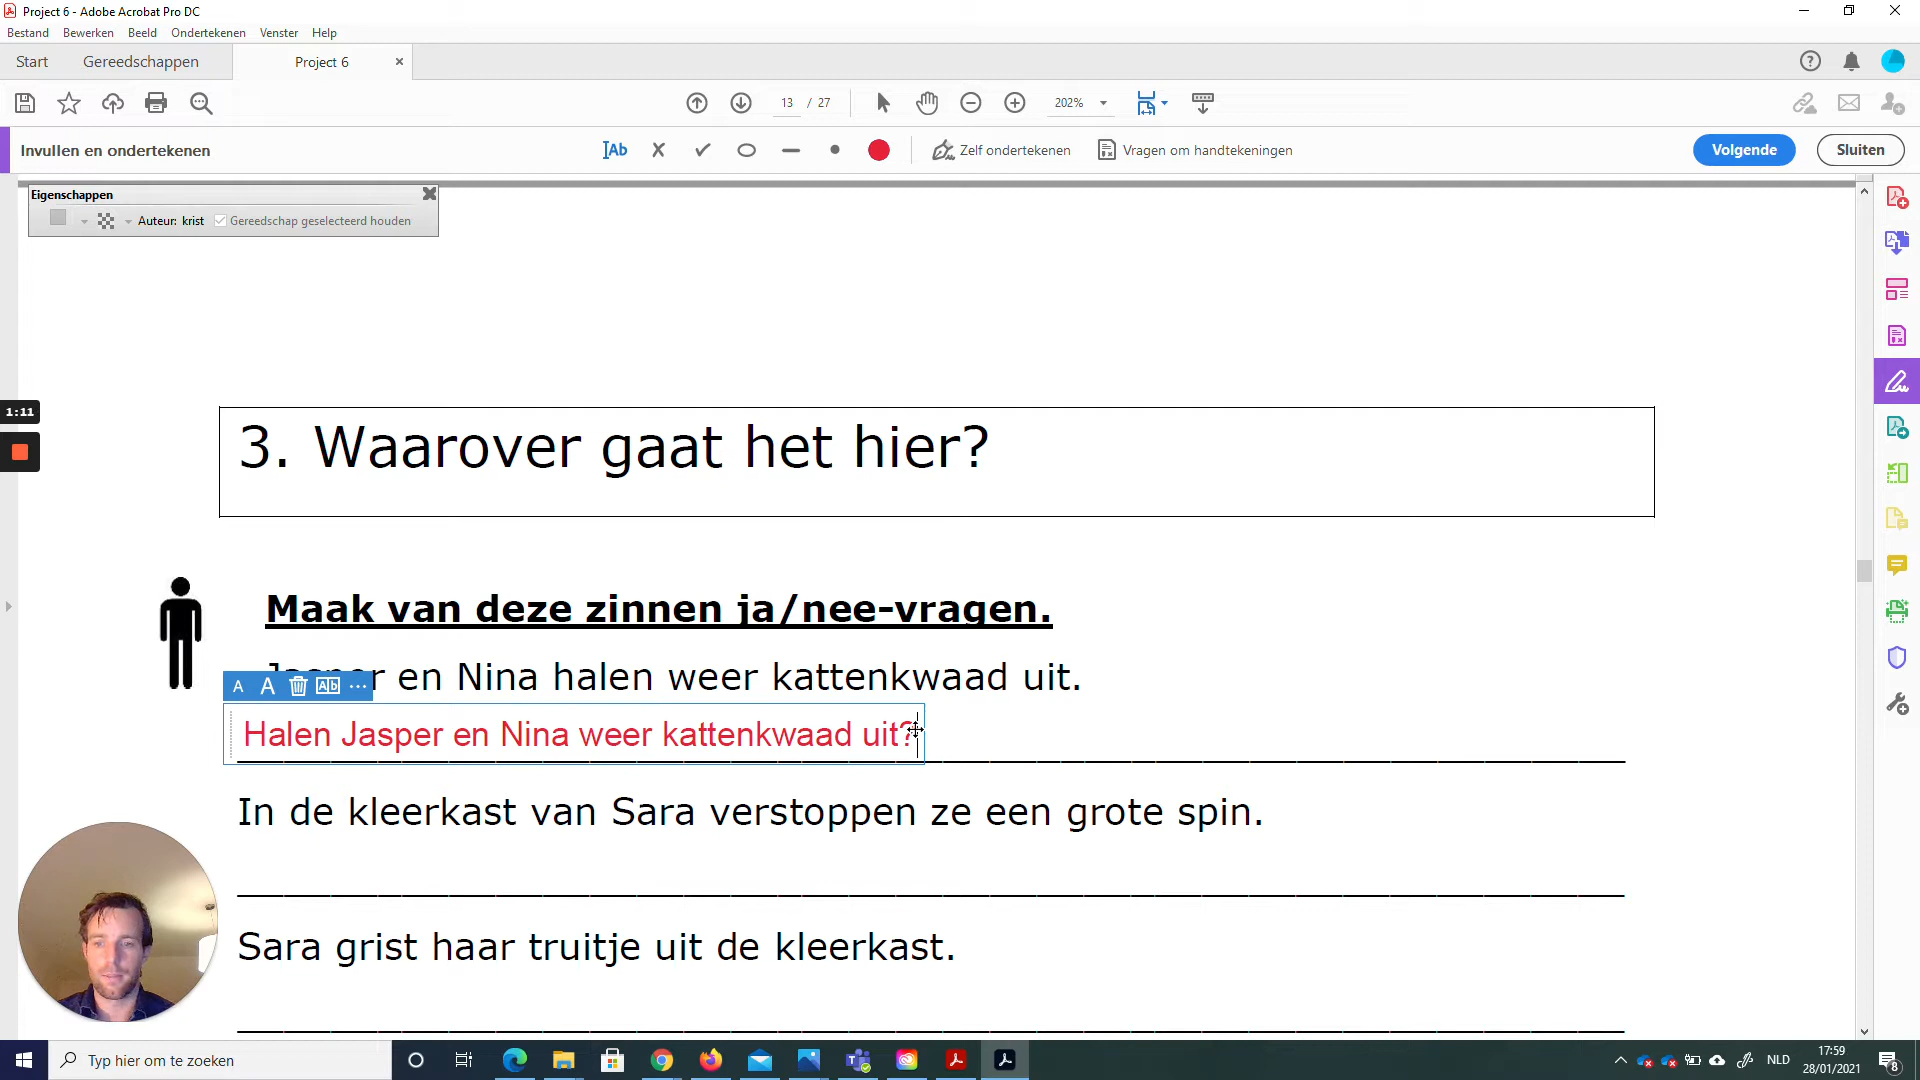 Project 6 - Adobe Acrobat Pro DC
Bestand Bewerken Beeld Ondertekenen Venster Help
Start Gereedschappen Project 6
13 / 27 202%
Invullen en ondertekenen Ab Zelf ondertekenen Vragen om handtekeningen Volgende Sluiten
Eigenschappen
Auteur: krist Gereedschap geselecteerd houden
1:11
3. Waarover gaat het hier?
Maak van deze zinnen ja/nee-vragen.
Jasper en Nina halen weer kattenkwaad uit.
A A Ab
Halen Jasper en Nina weer kattenkwaad uit?
In de kleerkast van Sara verstoppen ze een grote spin.
Sara grist haar truitje uit de kleerkast.
Typ hier om te zoeken
NLD
17:59
28/01/2021
8